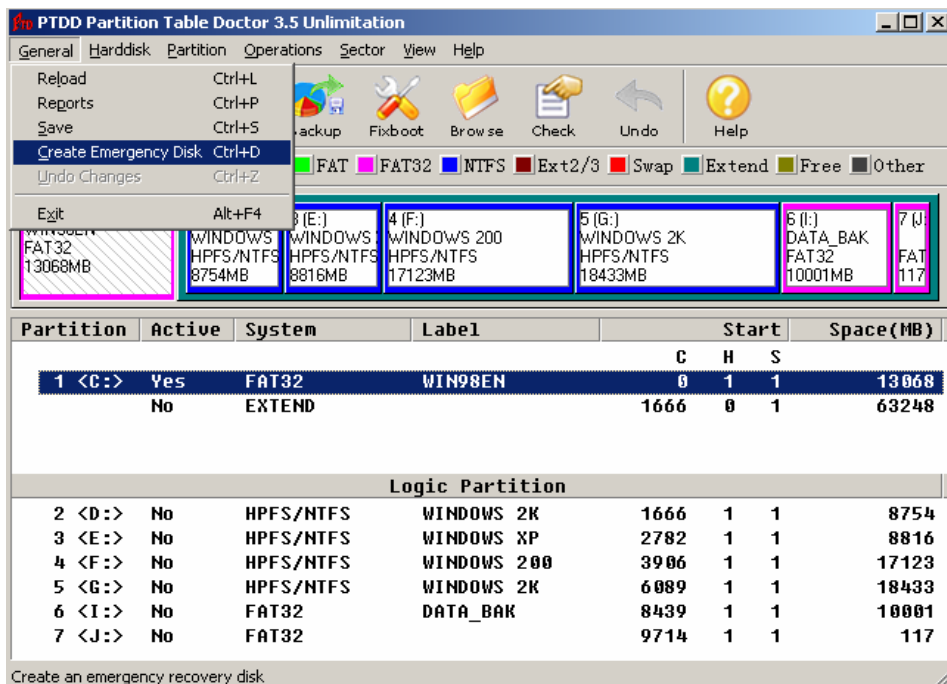 PTDD Partition Table Doctor 3.5 Unlimitation
General Harddisk Partition Operations Sector View Help
Reload Ctrl+L
Reports Ctrl+P
Save Ctrl+S
Create Emergency Disk Ctrl+D
Undo Changes Ctrl+Z
Exit Alt+F4
ackup Fixboot Browse Check Undo Help
FAT FAT32 NTFS Ext2/3 Swap Extend Free Other
WIN98EN
FAT32
13068MB
WINDOWS
HPFS/NTFS
8754MB
(E:)
WINDOWS
HPFS/NTFS
8816MB
4 (F:)
WINDOWS 200
HPFS/NTFS
17123MB
5 (G:)
WINDOWS 2K
HPFS/NTFS
18433MB
6 (I:)
DATA_BAK
FAT32
10001MB
7 (J:
FAT
117
Partition Active System Label Start Space(MB)
C H S
1 <C:> Yes FAT32 WIN98EN 0 1 1 13068
No EXTEND 1666 0 1 63248
Logic Partition
2 <D:> No HPFS/NTFS WINDOWS 2K 1666 1 1 8754
3 <E:> No HPFS/NTFS WINDOWS XP 2782 1 1 8816
4 <F:> No HPFS/NTFS WINDOWS 200 3906 1 1 17123
5 <G:> No HPFS/NTFS WINDOWS 2K 6089 1 1 18433
6 <I:> No FAT32 DATA_BAK 8439 1 1 10001
7 <J:> No FAT32 9714 1 1 117
Create an emergency recovery disk